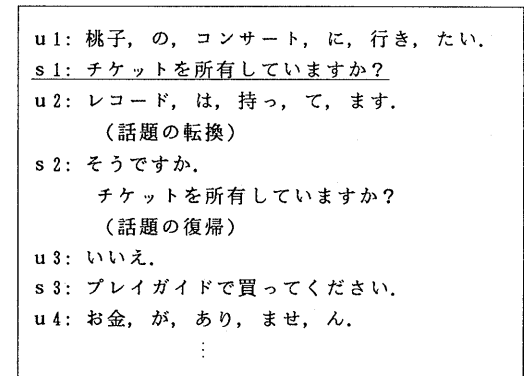 u1: 桃子, の, コンサート, に, 行き, たい.
s1: チケットを所有していますか?
u2: レコード, は, 持っ, て, ます.
(話題の転換)
s2: そうですか.
チケットを所有していますか?
(話題の復帰)
u3: いいえ.
s3: プレイガイドで買ってください.
u4: お金, が, あり, ませ, ん.
⋮